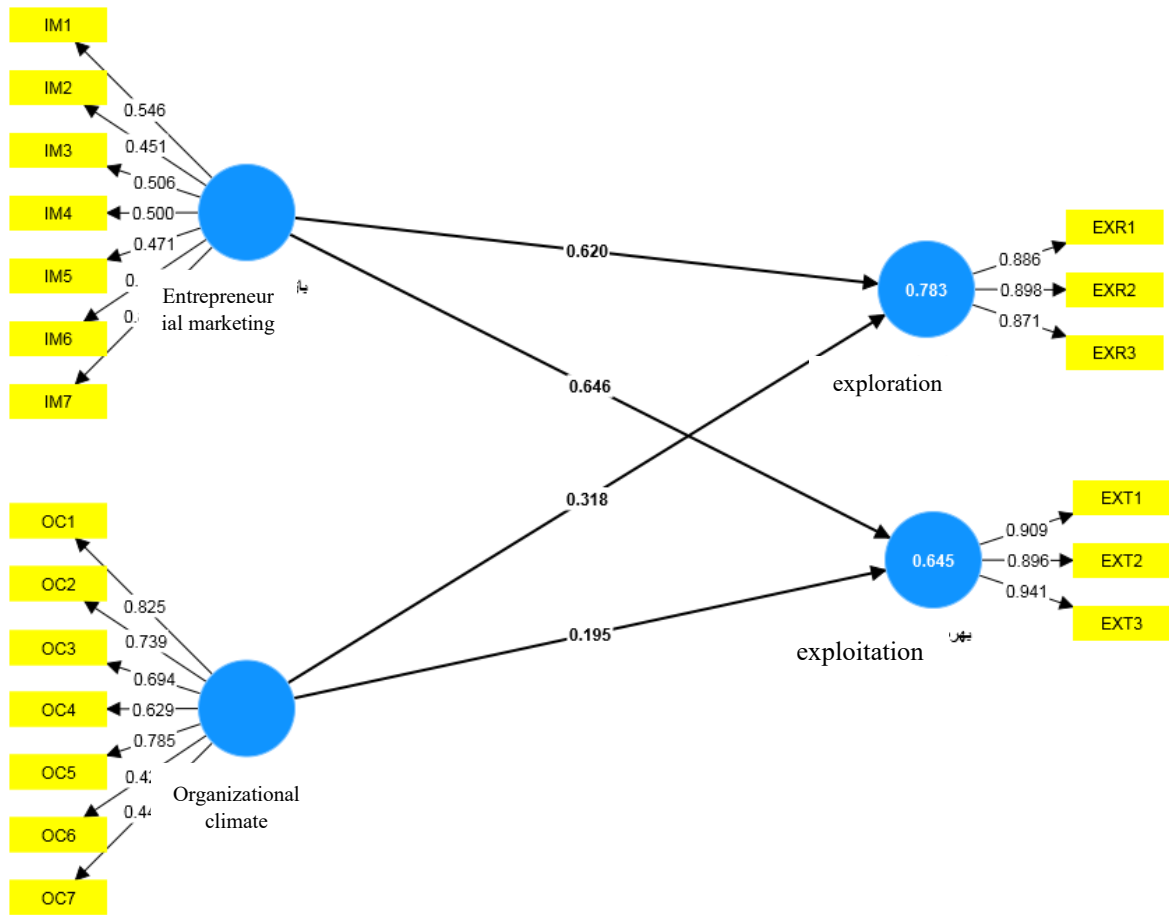 IM1
IM2
IM3
IM4
IM5
IM6
IM7
0.546
0.451
0.506
0.500
0.471
Entrepreneur
ial marketing
OC1
OC2
OC3
OC4
OC5
OC6
OC7
0.825
0.739
0.694
0.629
0.785
Organizational
climate
0.620
0.646
0.318
0.195
0.783
exploration
0.886
0.898
0.871
EXR1
EXR2
EXR3
0.645
exploitation
0.909
0.896
0.941
EXT1
EXT2
EXT3